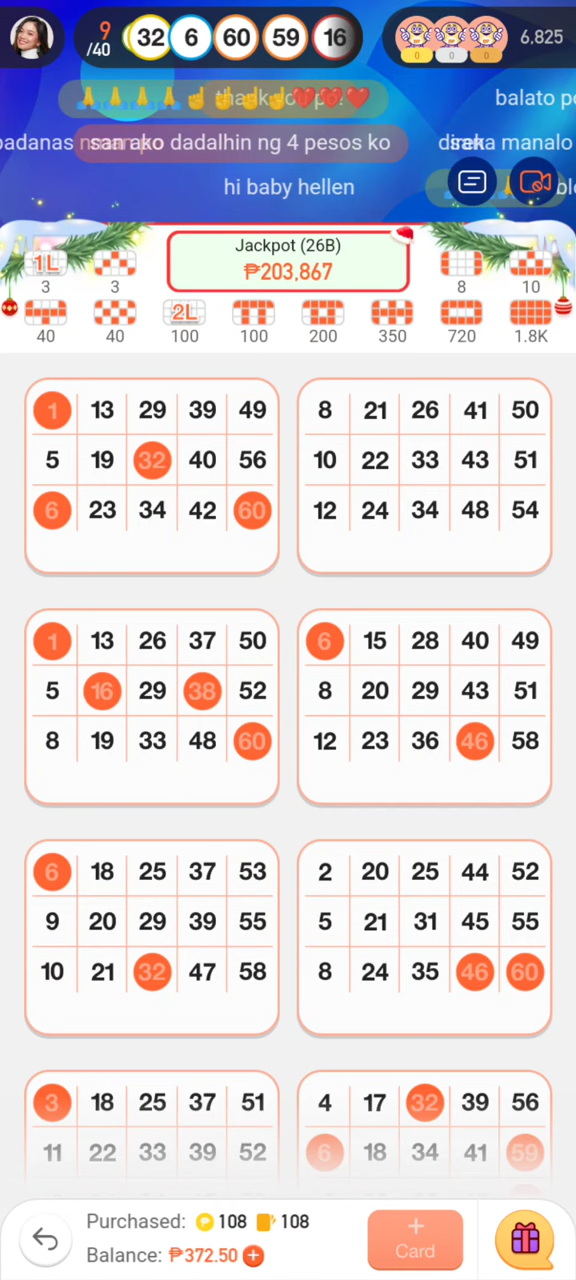 9
/40
32 6 60 59 16
0 0 0
6,825
balato po
san ako dadalhin ng 4 pesos ko
manalo
hi baby hellen
Jackpot (26B)
₱203,867
1L
3
3
8
10
40
40
2L
100
100
200
350
720
1.8K
1 13 29 39 49
5 19 32 40 56
6 23 34 42 60
8 21 26 41 50
10 22 33 43 51
12 24 34 48 54
1 13 26 37 50
5 16 29 38 52
8 19 33 48 60
6 15 28 40 49
8 20 29 43 51
12 23 36 46 58
6 18 25 37 53
9 20 29 39 55
10 21 32 47 58
2 20 25 44 52
5 21 31 45 55
8 24 35 46 60
3 18 25 37 51
11 22 33 39 52
4 17 32 39 56
6 18 34 41 59
Purchased: 108 108
Balance: ₱372.50
+
Card